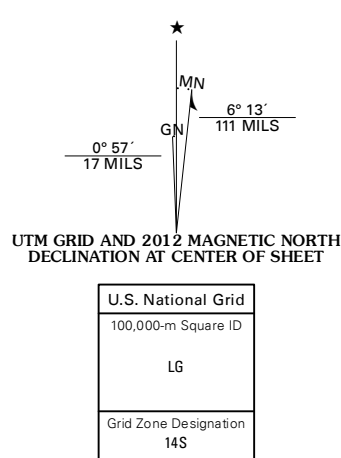 ★
MN
6° 13´
111 MILS
GN
0° 57´
17 MILS
UTM GRID AND 2012 MAGNETIC NORTH
DECLINATION AT CENTER OF SHEET
U.S. National Grid
100,000-m Square ID
LG
Grid Zone Designation
14S